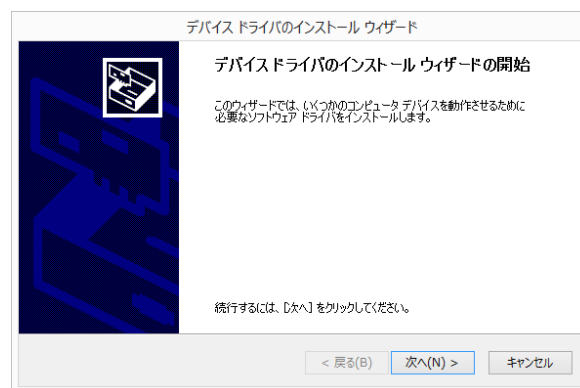 デバイス ドライバのインストール ウィザード
デバイス ドライバのインストール ウィザードの開始
このウィザードでは、いくつかのコンピュータ デバイスを動作させるために
必要なソフトウェア ドライバをインストールします。
続行するには、[次へ] をクリックしてください。
< 戻る(B) 次へ(N) > キャンセル